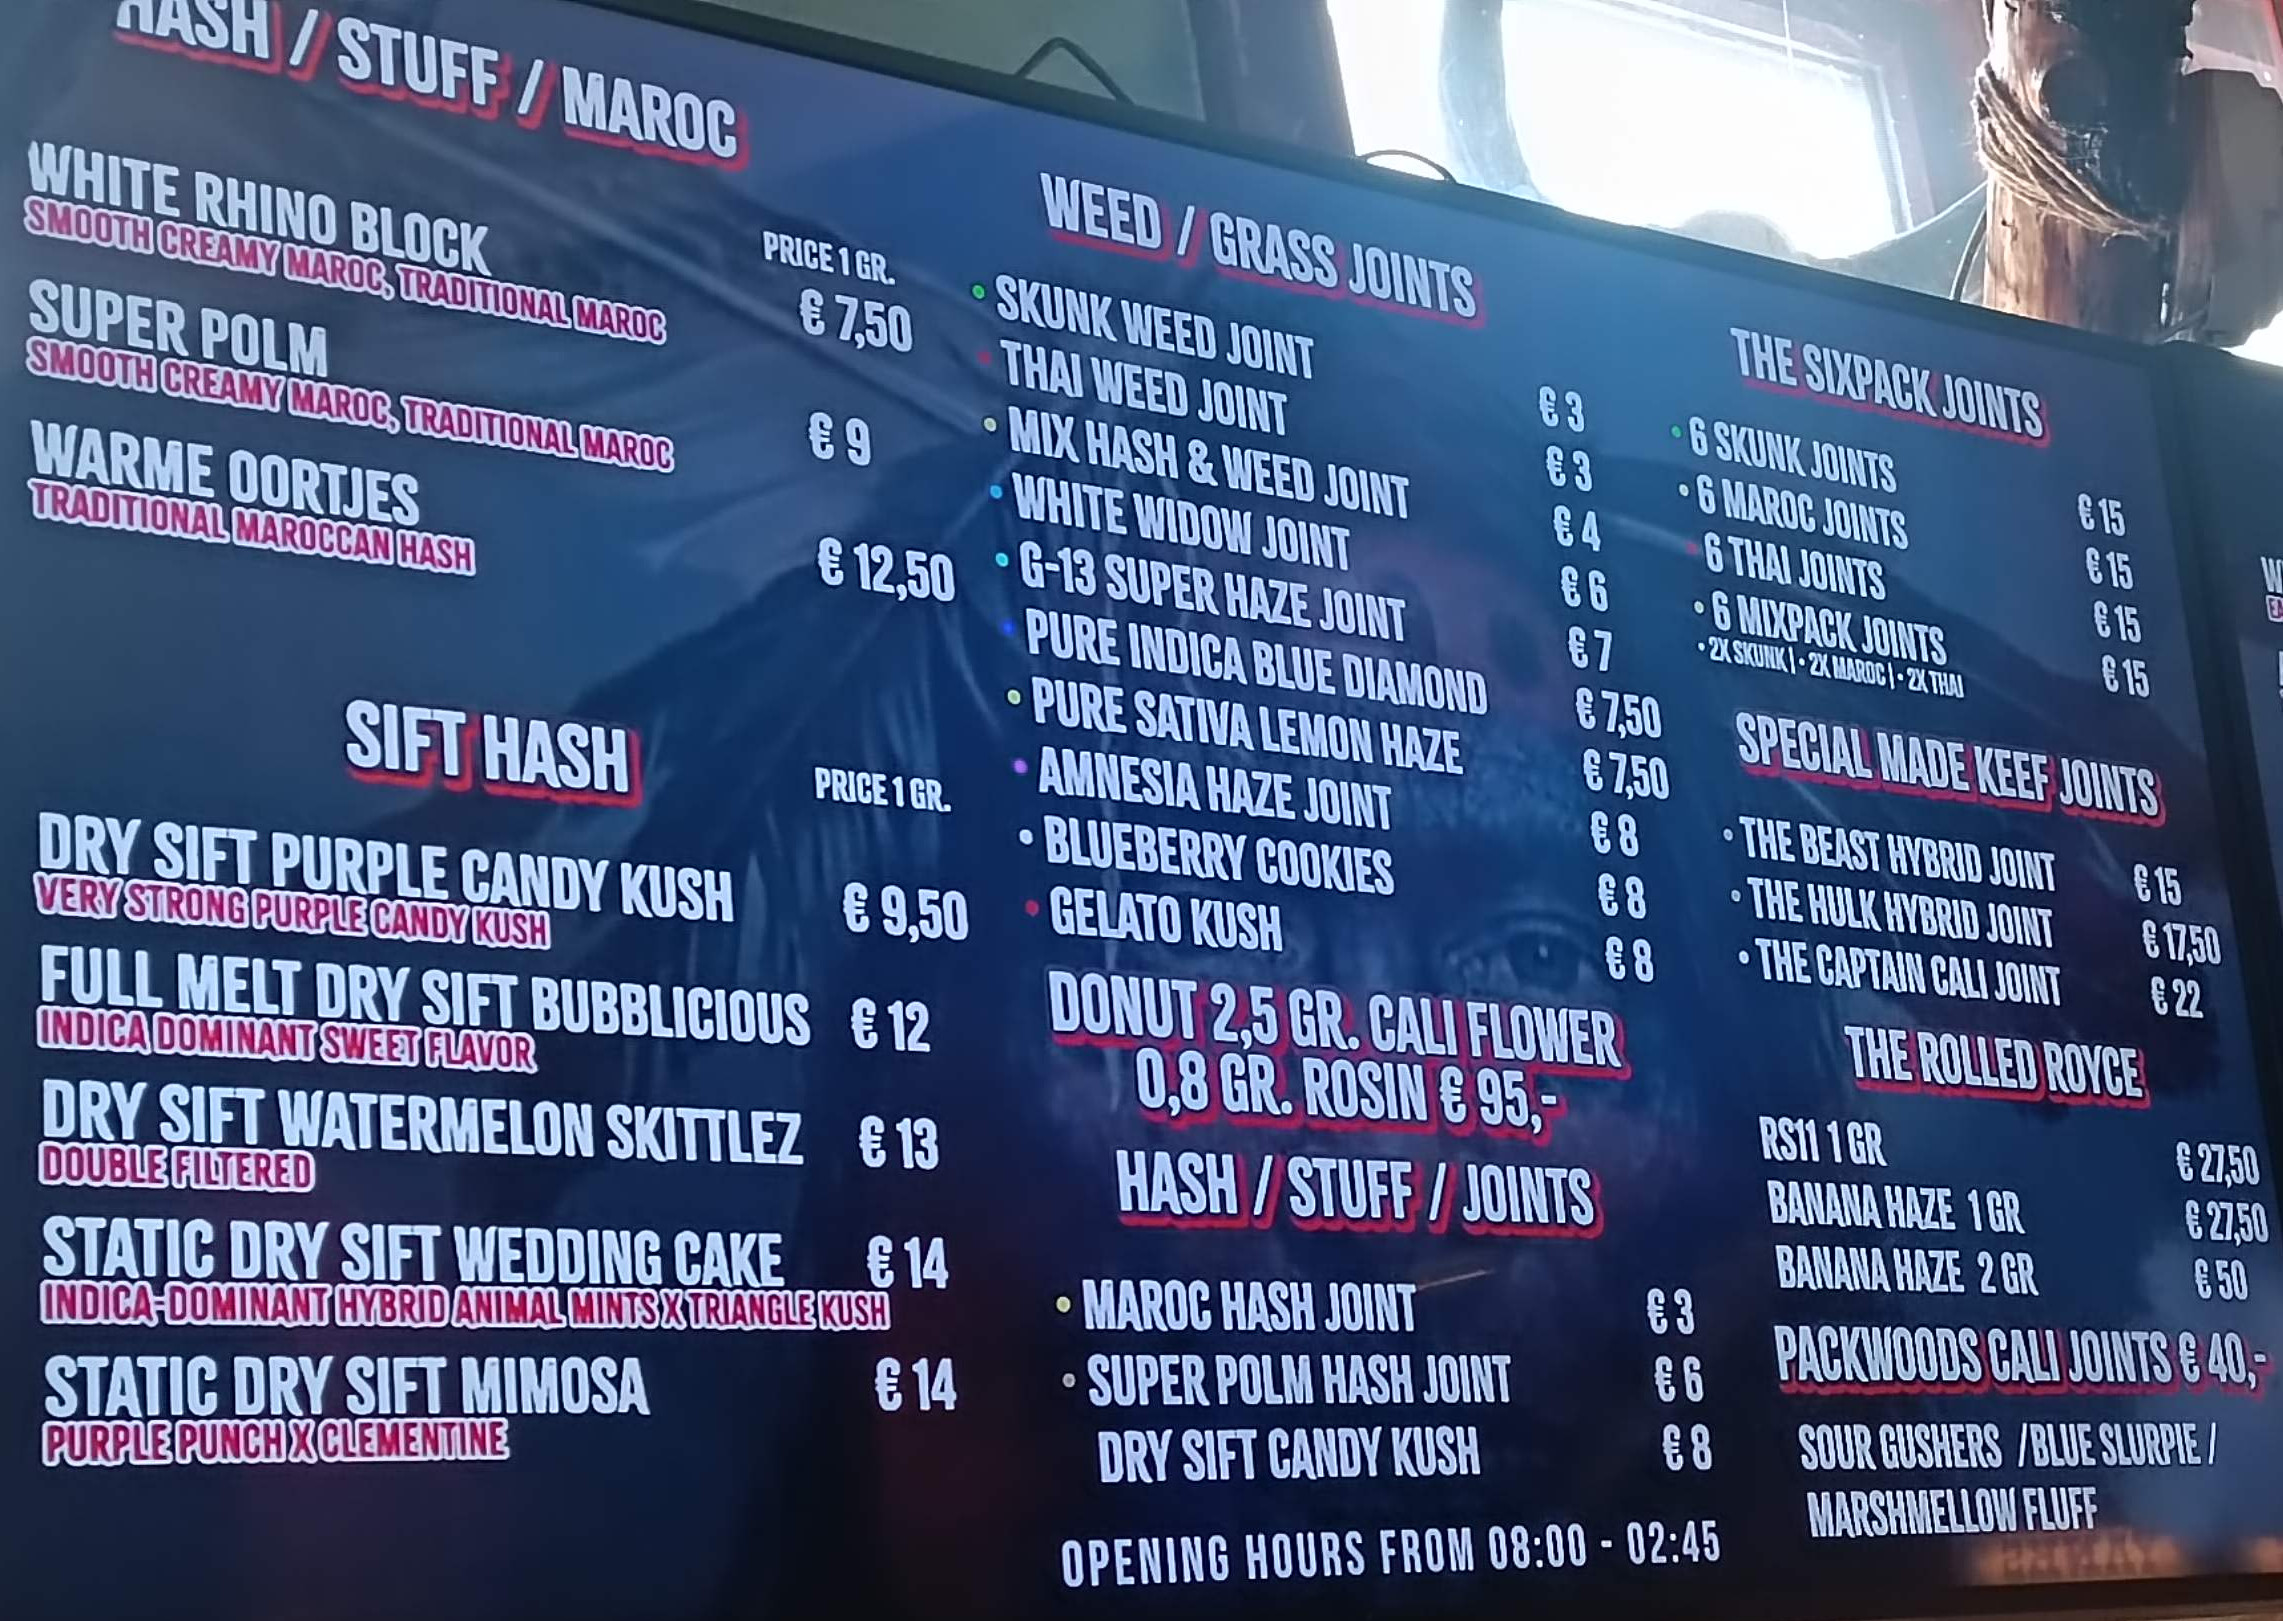 HASH / STUFF / MAROC
PRICE 1 GR.
WHITE RHINO BLOCK € 7,50
SMOOTH CREAMY MAROC, TRADITIONAL MAROC
SUPER POLM € 9
SMOOTH CREAMY MAROC, TRADITIONAL MAROC
WARME OORTJES € 12,50
TRADITIONAL MAROCCAN HASH
SIFT HASH
PRICE 1 GR.
DRY SIFT PURPLE CANDY KUSH € 9,50
VERY STRONG PURPLE CANDY KUSH
FULL MELT DRY SIFT BUBBLICIOUS € 12
INDICA DOMINANT SWEET FLAVOR
DRY SIFT WATERMELON SKITTLEZ € 13
DOUBLE FILTERED
STATIC DRY SIFT WEDDING CAKE € 14
INDICA-DOMINANT HYBRID ANIMAL MINTS X TRIANGLE KUSH
STATIC DRY SIFT MIMOSA € 14
PURPLE PUNCH X CLEMENTINE
WEED / GRASS JOINTS
• SKUNK WEED JOINT € 3
• THAI WEED JOINT € 3
• MIX HASH & WEED JOINT € 4
• WHITE WIDOW JOINT € 6
• G-13 SUPER HAZE JOINT € 7
• PURE INDICA BLUE DIAMOND € 7,50
• PURE SATIVA LEMON HAZE € 7,50
• AMNESIA HAZE JOINT € 8
• BLUEBERRY COOKIES € 8
• GELATO KUSH € 8
DONUT 2,5 GR. CALI FLOWER
0,8 GR. ROSIN € 95,-
HASH / STUFF / JOINTS
• MAROC HASH JOINT € 3
• SUPER POLM HASH JOINT € 6
DRY SIFT CANDY KUSH € 8
OPENING HOURS FROM 08:00 - 02:45
THE SIXPACK JOINTS
• 6 SKUNK JOINTS € 15
• 6 MAROC JOINTS € 15
• 6 THAI JOINTS € 15
• 6 MIXPACK JOINTS € 15
• 2X SKUNK | • 2X MAROC | • 2X THAI
SPECIAL MADE KEEF JOINTS
• THE BEAST HYBRID JOINT € 15
• THE HULK HYBRID JOINT € 17,50
• THE CAPTAIN CALI JOINT € 22
THE ROLLED ROYCE
RS11 1 GR € 27,50
BANANA HAZE 1 GR € 27,50
BANANA HAZE 2 GR € 50
PACKWOODS CALI JOINTS € 40,-
SOUR GUSHERS / BLUE SLURPIE /
MARSHMELLOW FLUFF